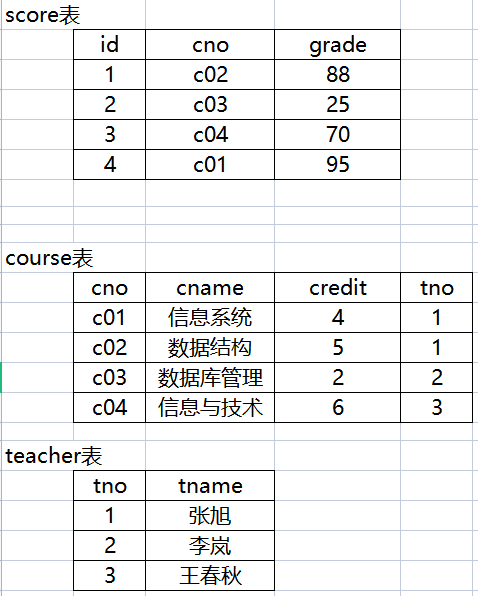 score表
id cno grade
1 c02 88
2 c03 25
3 c04 70
4 c01 95
course表
cno cname credit tno
c01 信息系统 4 1
c02 数据结构 5 1
c03 数据库管理 2 2
c04 信息与技术 6 3
teacher表
tno tname
1 张旭
2 李岚
3 王春秋